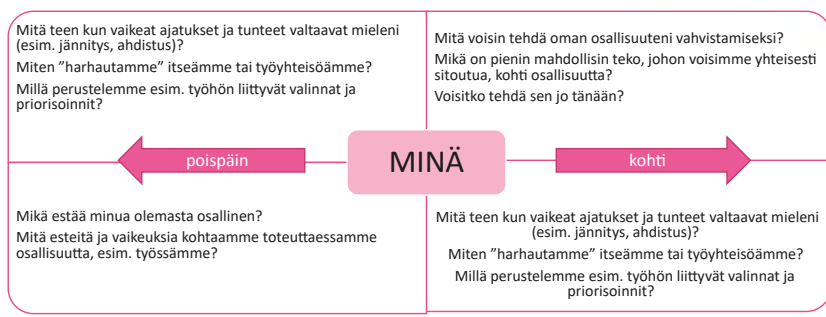 Mitä teen kun vaikeat ajatukset ja tunteet valtaavat mieleni
(esim. jännitys, ahdistus)?
Miten ”harhautamme” itseämme tai työyhteisöämme?
Millä perustelemme esim. työhön liittyvät valinnat ja
priorisoinnit?
Mitä voisin tehdä oman osallisuuteni vahvistamiseksi?
Mikä on pienin mahdollisin teko, johon voisimme yhteisesti
sitoutua, kohti osallisuutta?
Voisitko tehdä sen jo tänään?
poispäin
MINÄ
kohti
Mikä estää minua olemasta osallinen?
Mitä esteitä ja vaikeuksia kohtaamme toteuttaessamme
osallisuutta, esim. työssämme?
Mitä teen kun vaikeat ajatukset ja tunteet valtaavat mieleni
(esim. jännitys, ahdistus)?
Miten ”harhautamme” itseämme tai työyhteisöämme?
Millä perustelemme esim. työhön liittyvät valinnat ja
priorisoinnit?